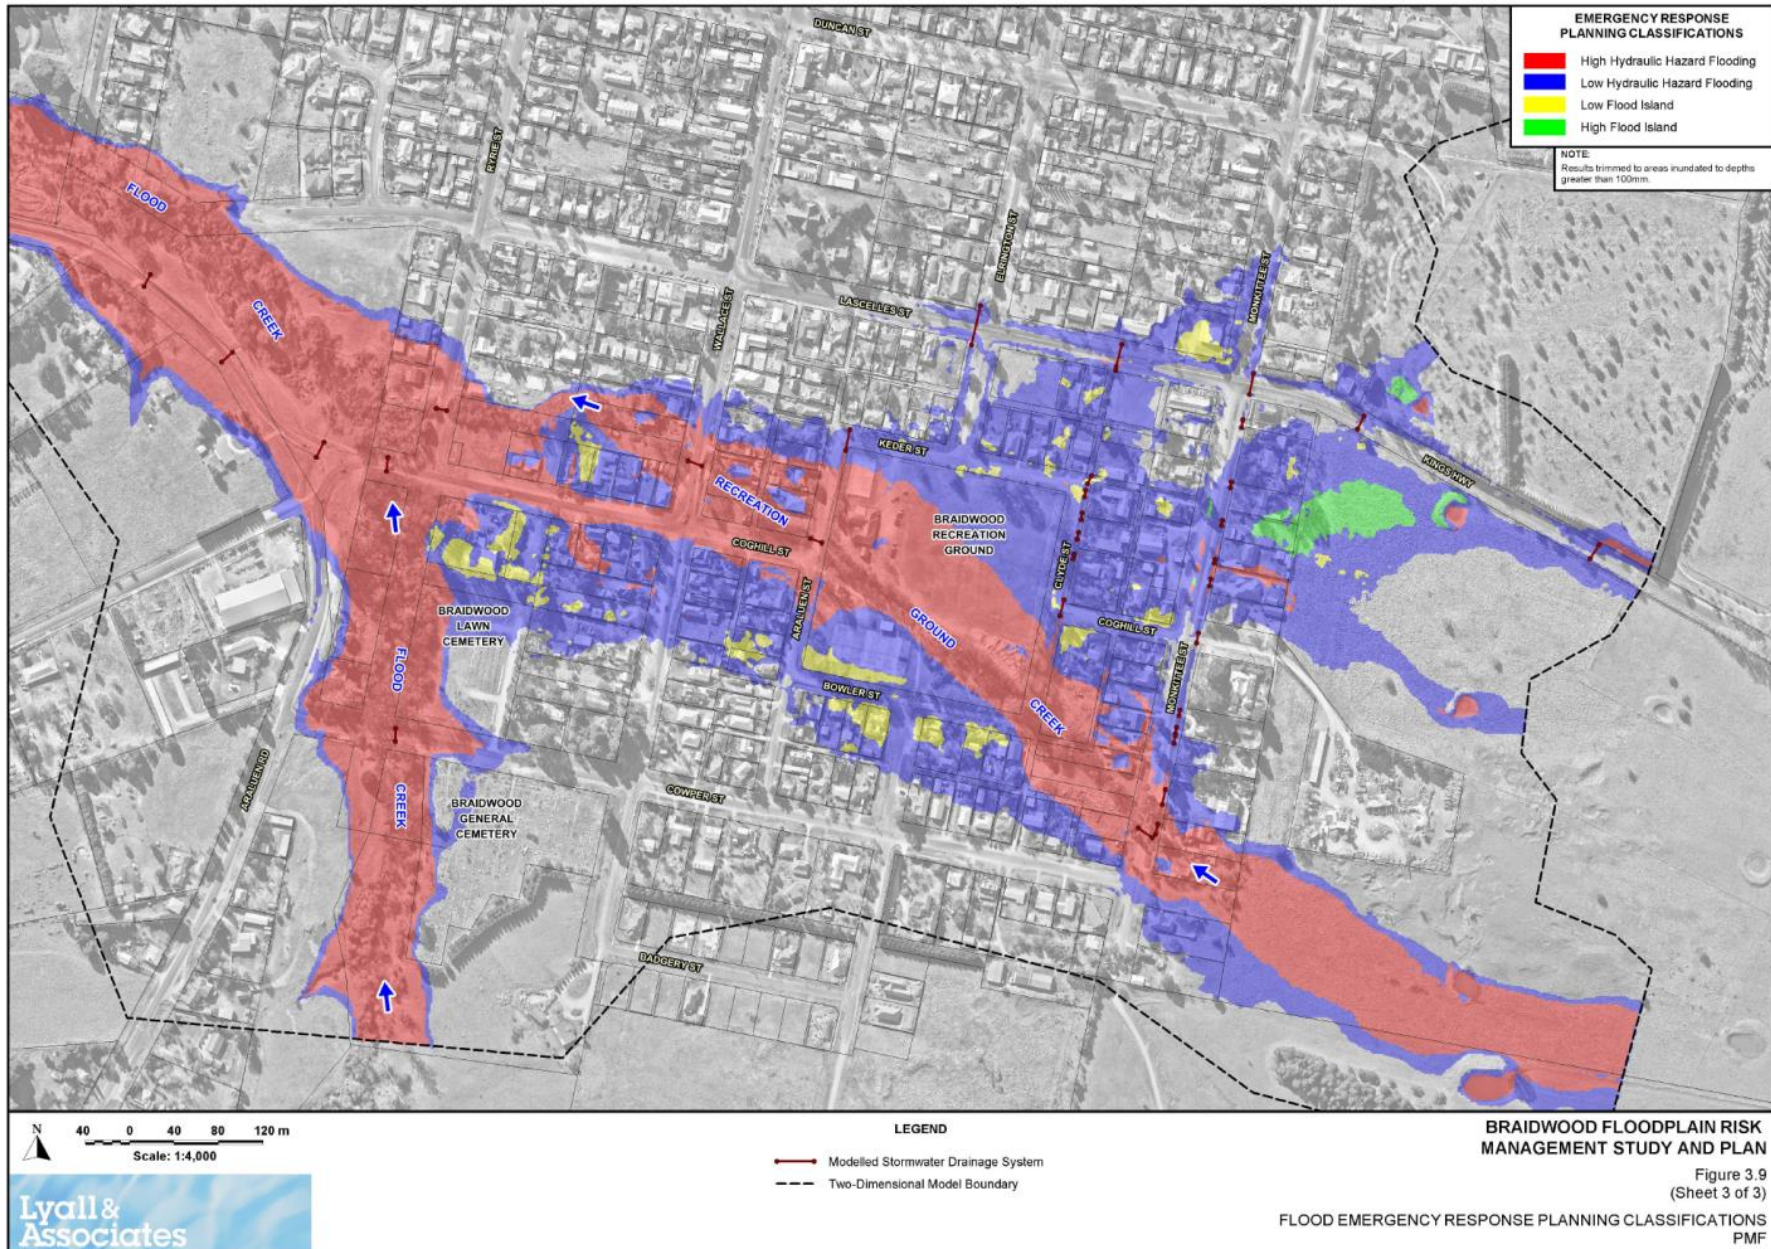 EMERGENCY RESPONSE
PLANNING CLASSIFICATIONS
High Hydraulic Hazard Flooding
Low Hydraulic Hazard Flooding
Low Flood Island
High Flood Island
NOTE:
Results trimmed to areas inundated to depths
greater than 100mm.
DUNCAN ST
RYRIE ST
FLOOD
CREEK
WALLACE ST
LASCELLES ST
ELRINGTON ST
MONKITTEE ST
KEDER ST
KINGS HWY
RECREATION
BRAIDWOOD
RECREATION
GROUND
COGHILL ST
CLYDE ST
ARALUEN ST
GROUND
COGHILL ST
BRAIDWOOD
LAWN
CEMETERY
FLOOD
MONKITTEE ST
BOWLER ST
CREEK
ARALUEN RD
CREEK
COWPER ST
BRAIDWOOD
GENERAL
CEMETERY
BADGERY ST
N
40 0 40 80 120 m
Scale: 1:4,000
Lyall &
Associates
LEGEND
Modelled Stormwater Drainage System
Two-Dimensional Model Boundary
BRAIDWOOD FLOODPLAIN RISK
MANAGEMENT STUDY AND PLAN
Figure 3.9
(Sheet 3 of 3)
FLOOD EMERGENCY RESPONSE PLANNING CLASSIFICATIONS
PMF